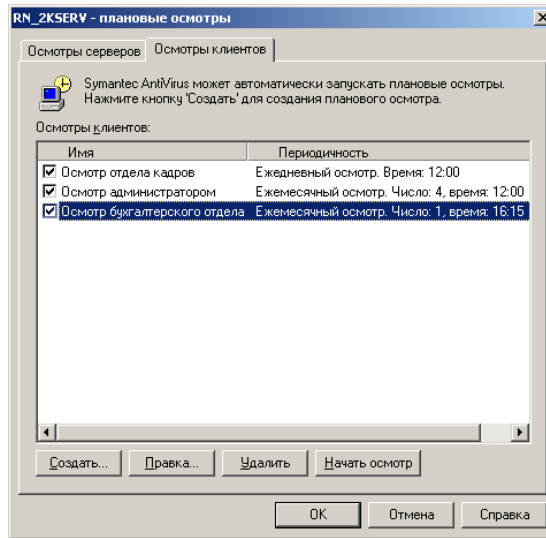 RN_2KSERV - плановые осмотры
Осмотры серверов Осмотры клиентов
Symantec AntiVirus может автоматически запускать плановые осмотры.
Нажмите кнопку 'Создать' для создания планового осмотра.
Осмотры клиентов:
Имя Периодичность
Осмотр отдела кадров Ежедневный осмотр. Время: 12:00
Осмотр администратором Ежемесячный осмотр. Число: 4, время: 12:00
Осмотр бухгалтерского отдела Ежемесячный осмотр. Число: 1, время: 16:15
Создать... Правка... Удалить Начать осмотр
OK Отмена Справка